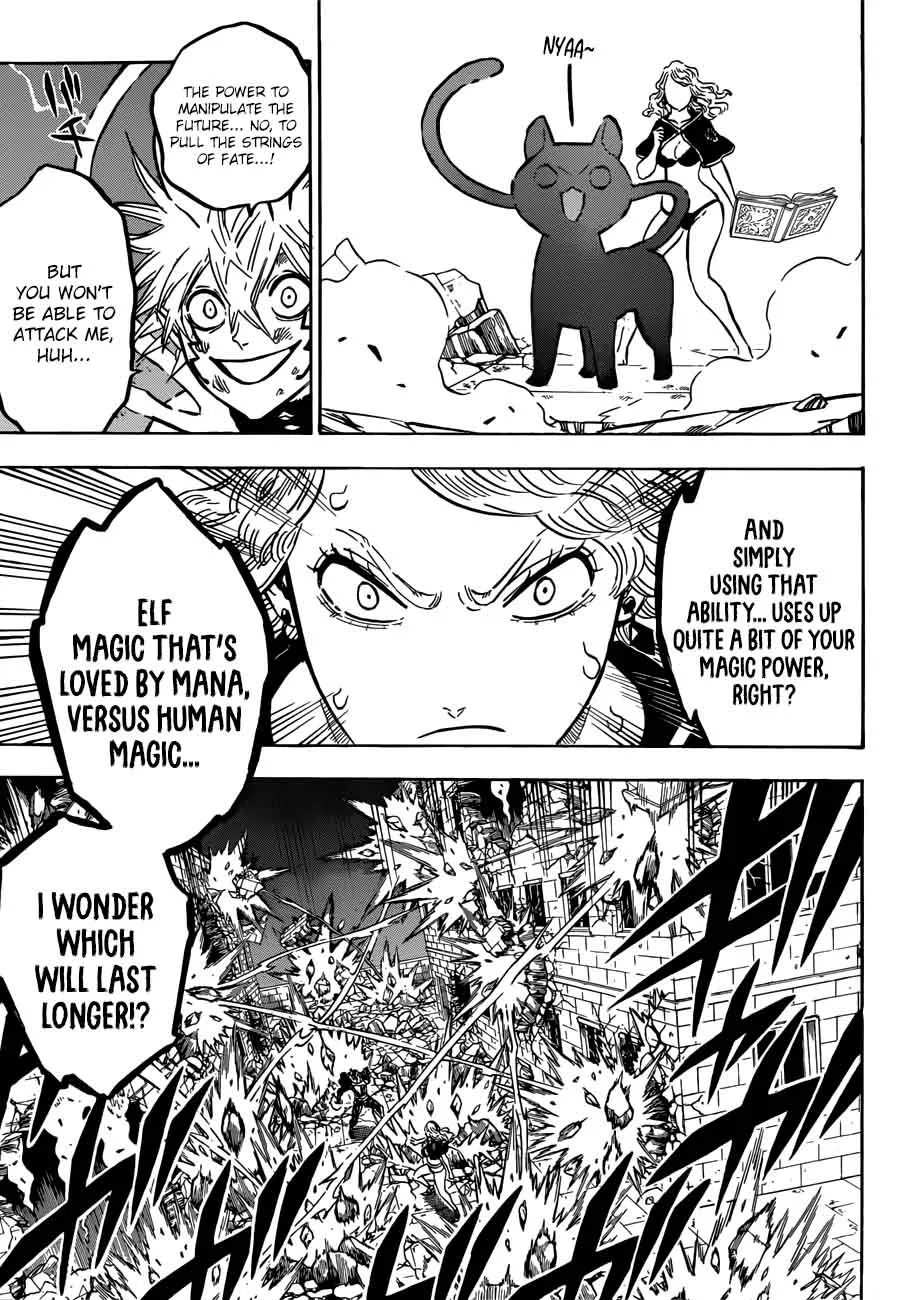 NYAA~
THE POWER TO
MANIPULATE THE
FUTURE... NO, TO
PULL THE STRINGS
OF FATE...!
BUT
YOU WON'T
BE ABLE TO
ATTACK ME,
HUH...
AND
SIMPLY
USING THAT
ABILITY... USES UP
QUITE A BIT OF YOUR
MAGIC POWER,
RIGHT?
ELF
MAGIC THAT'S
LOVED BY MANA,
VERSUS HUMAN
MAGIC...
I WONDER
WHICH
WILL LAST
LONGER!?